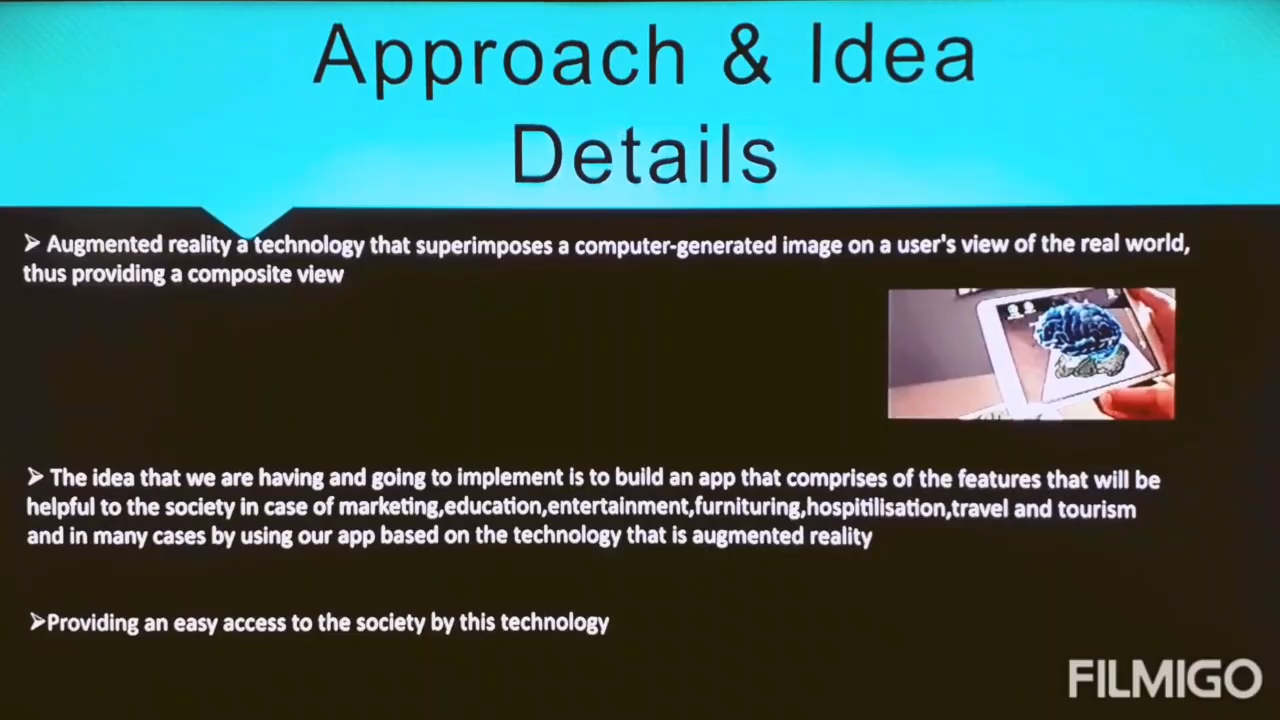 Approach & Idea
Details
➢ Augmented reality a technology that superimposes a computer-generated image on a user's view of the real world,
thus providing a composite view
➢ The idea that we are having and going to implement is to build an app that comprises of the features that will be
helpful to the society in case of marketing,education,entertainment,furnituring,hospitilisation,travel and tourism
and in many cases by using our app based on the technology that is augmented reality
➢Providing an easy access to the society by this technology
FILMIGO